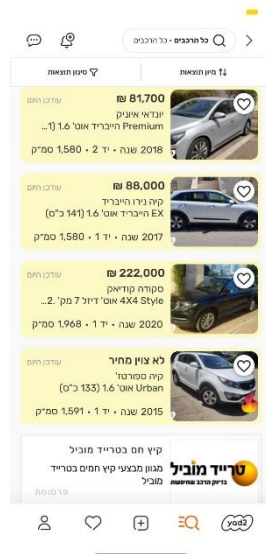 כל הרכבים • כל הרכבים
מיון תוצאות
סינון תוצאות
81,700 ₪
עודכן היום
יונדאי איוניק
Premium הייבריד אוט' 1.6 (1...
2018 שנה • יד 2 • 1,580 סמ״ק
88,000 ₪
עודכן היום
קיה נירו הייבריד
EX הייבריד אוט' 1.6 (141 כ"ס)
2017 שנה • יד 1 • 1,580 סמ״ק
222,000 ₪
עודכן היום
סקודה קודיאק
4X4 Style אוט' דיזל 7 מק' 2...
2020 שנה • יד 1 • 1,968 סמ״ק
לא צוין מחיר
עודכן היום
קיה ספורטז'
Urban אוט' 1.6 (133 כ"ס)
2015 שנה • יד 1 • 1,591 סמ״ק
קיץ חם בטרייד מוביל
מגוון מבצעי קיץ חמים בטרייד
מוביל
פרסומת
טרייד מוביל
בדיוק הרכב שחיפשת
yad2